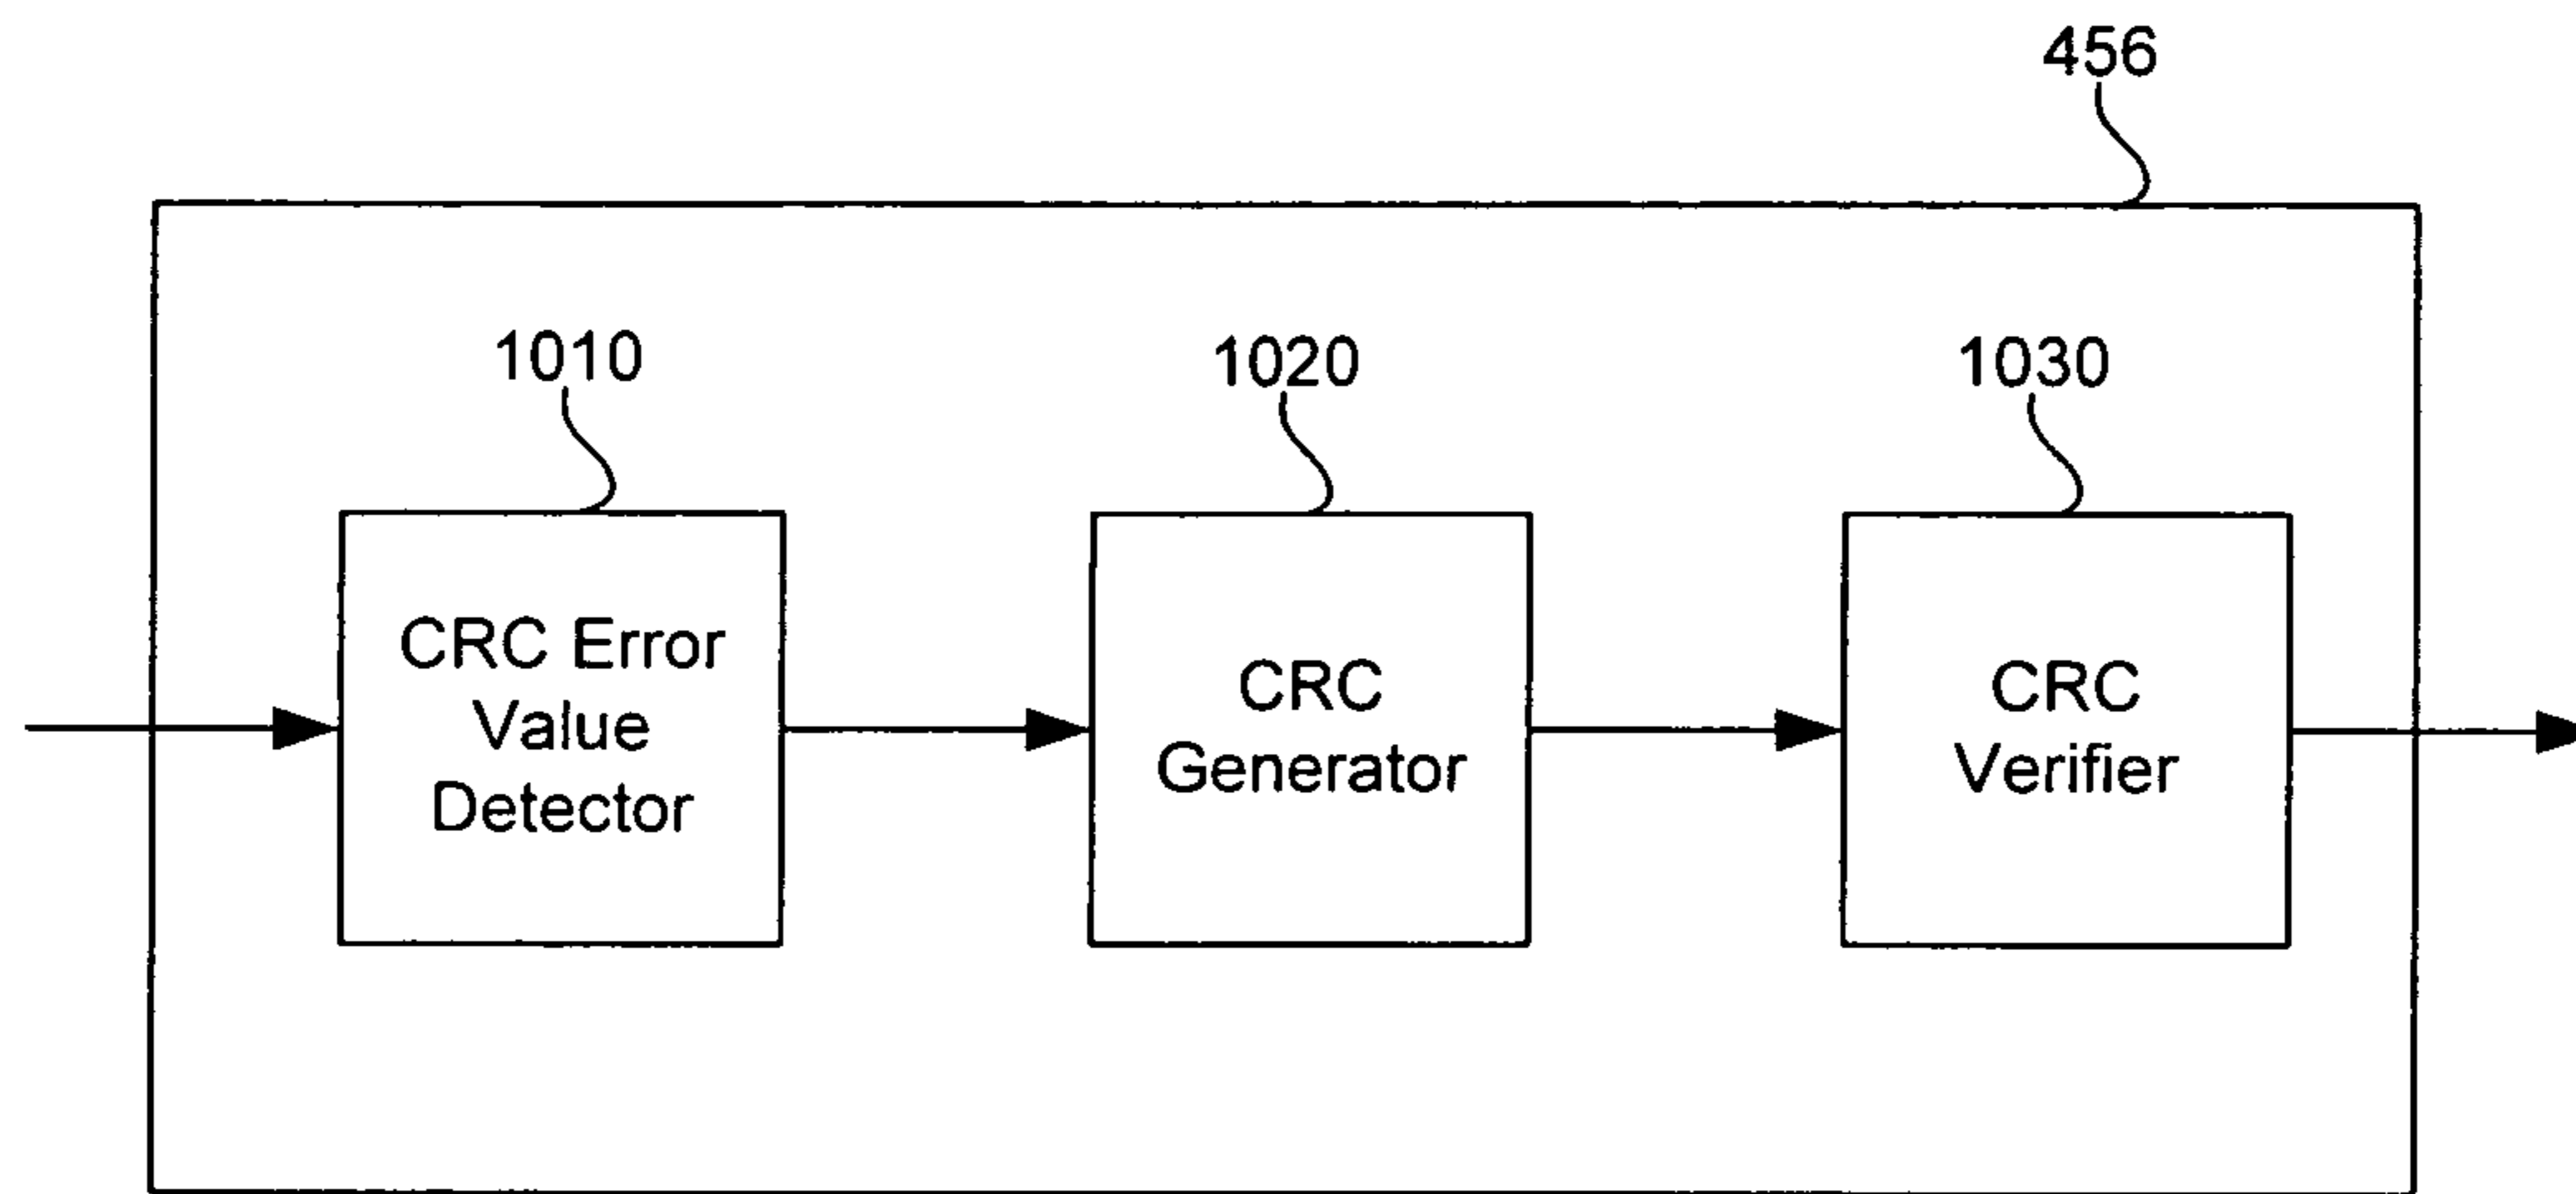 456
1010
1020
1030
CRC Error
Value
Detector
CRC
Generator
CRC
Verifier